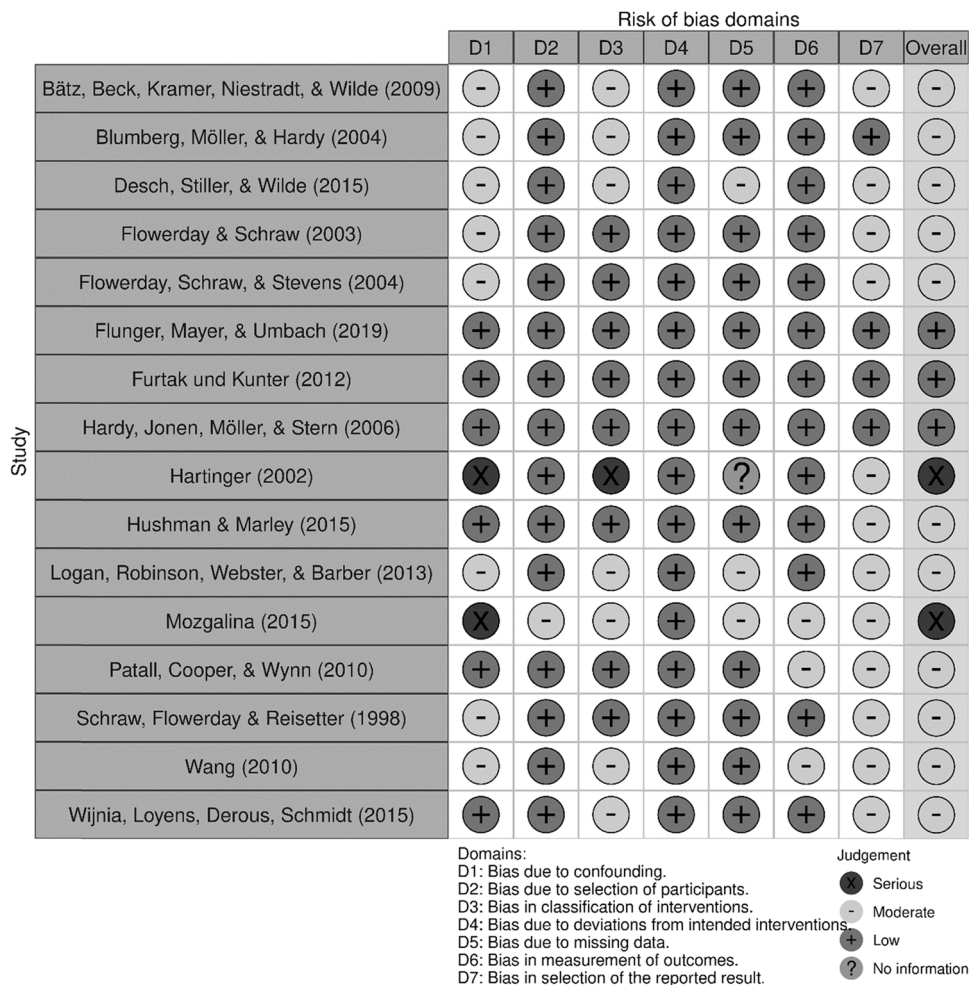 Risk of bias domains
D1 D2 D3 D4 D5 D6 D7 Overall
Study
Bätz, Beck, Kramer, Niestradt, & Wilde (2009) - + - + + + - -
Blumberg, Möller, & Hardy (2004) - + - + + + + -
Desch, Stiller, & Wilde (2015) - + - + - + - -
Flowerday & Schraw (2003) - + + + + + - -
Flowerday, Schraw, & Stevens (2004) - + + + + + - -
Flunger, Mayer, & Umbach (2019) + + + + + + + +
Furtak und Kunter (2012) + + + + + + + +
Hardy, Jonen, Möller, & Stern (2006) + + + + + + + +
Hartinger (2002) X + X + ? + - X
Hushman & Marley (2015) + + + + + + - -
Logan, Robinson, Webster, & Barber (2013) - + - + - + - -
Mozgalina (2015) X - - + - - - X
Patall, Cooper, & Wynn (2010) + + + + + - - -
Schraw, Flowerday & Reisetter (1998) - + + + + + - -
Wang (2010) - + - + + - - -
Wijnia, Loyens, Derous, Schmidt (2015) + + - + + + - -
Domains:
D1: Bias due to confounding.
D2: Bias due to selection of participants.
D3: Bias in classification of interventions.
D4: Bias due to deviations from intended interventions.
D5: Bias due to missing data.
D6: Bias in measurement of outcomes.
D7: Bias in selection of the reported result.
Judgement
X Serious
- Moderate
+ Low
? No information